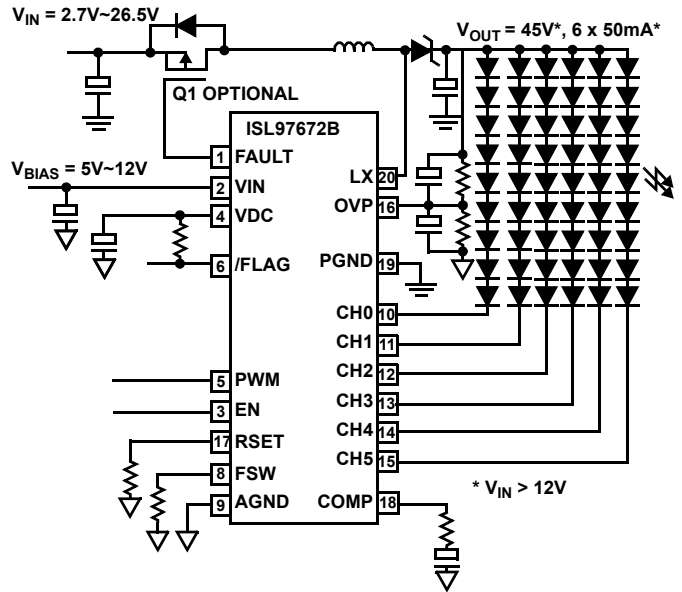 V_IN = 2.7V~26.5V
V_OUT = 45V*, 6 x 50mA*
Q1 OPTIONAL
ISL97672B
V_BIAS = 5V~12V
1 FAULT
2 VIN
4 VDC
6 /FLAG
5 PWM
3 EN
17 RSET
8 FSW
9 AGND
LX 20
OVP 16
PGND 19
CH0 10
CH1 11
CH2 12
CH3 13
CH4 14
CH5 15
COMP 18
* V_IN > 12V